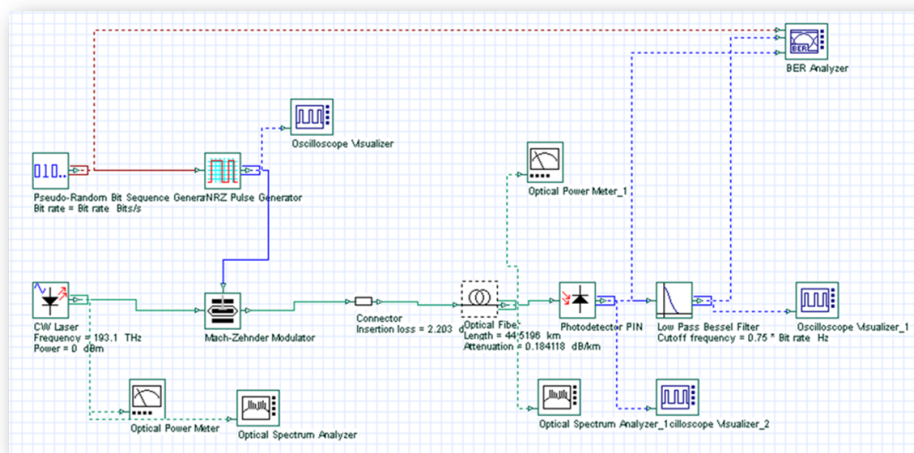 BER
BER Analyzer
Oscilloscope Visualizer
Optical Power Meter_1
010..
Pseudo-Random Bit Sequence GeneraNRZ Pulse Generator
Bit rate = Bit rate Bits/s
CW Laser
Frequency = 193.1 THz
Power = 0 dBm
Mach-Zehnder Modulator
Connector
Insertion loss = 2.203 d
Optical Fiber
Length = 44.5196 km
Attenuation = 0.184118 dB/km
Photodetector PIN
Low Pass Bessel Filter
Cutoff frequency = 0.75 * Bit rate Hz
Oscilloscope Visualizer_1
Optical Power Meter
Optical Spectrum Analyzer
Optical Spectrum Analyzer_1cilloscope Visualizer_2